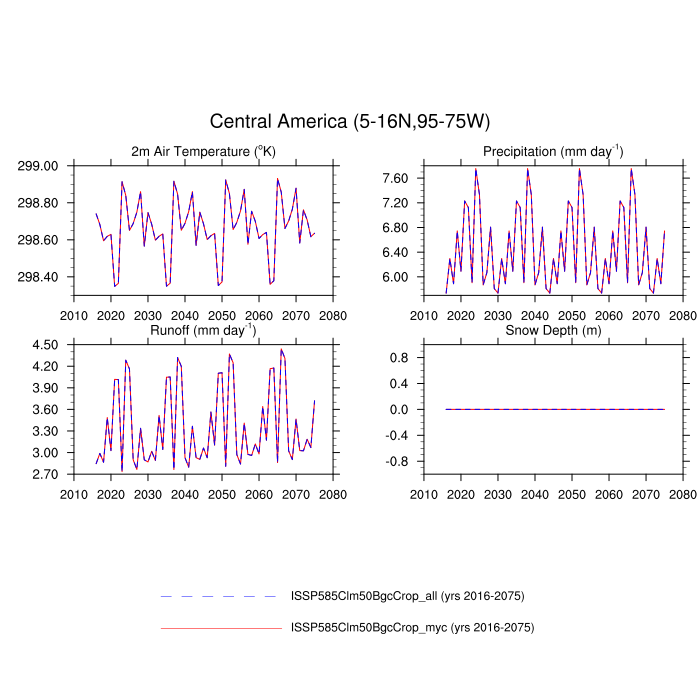 Central America (5-16N,95-75W)
2m Air Temperature (°K)
299.00
298.80
298.60
298.40
2010 2020 2030 2040 2050 2060 2070 2080
Precipitation (mm day-1)
7.60
7.20
6.80
6.40
6.00
2010 2020 2030 2040 2050 2060 2070 2080
Runoff (mm day-1)
4.50
4.20
3.90
3.60
3.30
3.00
2.70
2010 2020 2030 2040 2050 2060 2070 2080
Snow Depth (m)
0.8
0.4
0.0
-0.4
-0.8
2010 2020 2030 2040 2050 2060 2070 2080
ISSP585Clm50BgcCrop_all (yrs 2016-2075)
ISSP585Clm50BgcCrop_myc (yrs 2016-2075)